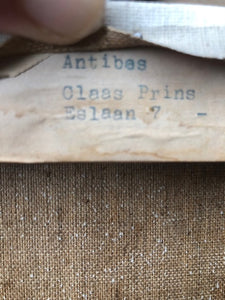 Antibes
Claas Prins
Eslaan 7 -